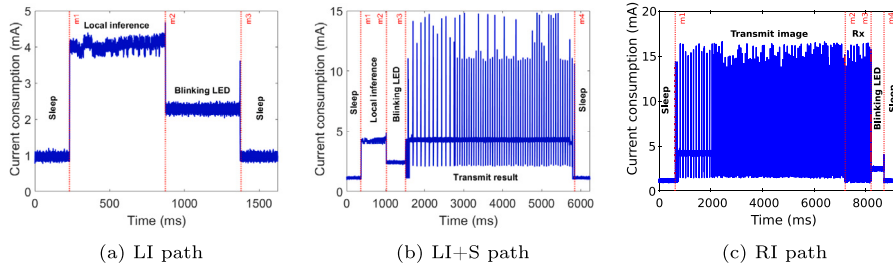 5
4
3
2
1
0
Current consumption (mA)
m1
m2
m3
Local inference
Blinking LED
Sleep
Sleep
0
500
1000
1500
Time (ms)
(a) LI path
15
10
5
0
Current consumption (mA)
m1
m2
m3
m4
Sleep
Local inference
Blinking LED
Transmit result
Sleep
0
1000
2000
3000
4000
5000
6000
Time (ms)
(b) LI+S path
20
15
10
5
0
Current consumption (mA)
m1
m2
m3
m4
Sleep
Transmit image
Rx
Blinking LED
Sleep
0
2000
4000
6000
8000
Time (ms)
(c) RI path